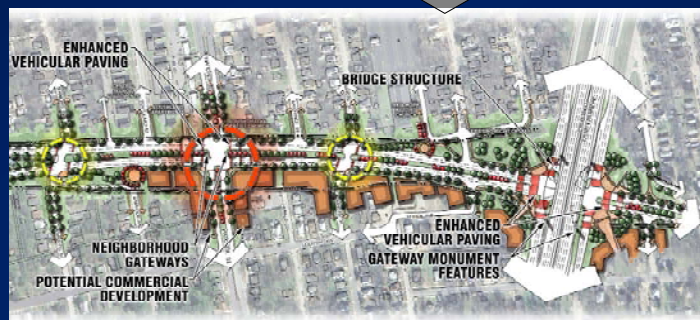 ENHANCED
VEHICULAR PAVING
BRIDGE STRUCTURE
NEIGHBORHOOD
GATEWAYS
POTENTIAL COMMERCIAL
DEVELOPMENT
ENHANCED
VEHICULAR PAVING
GATEWAY MONUMENT
FEATURES